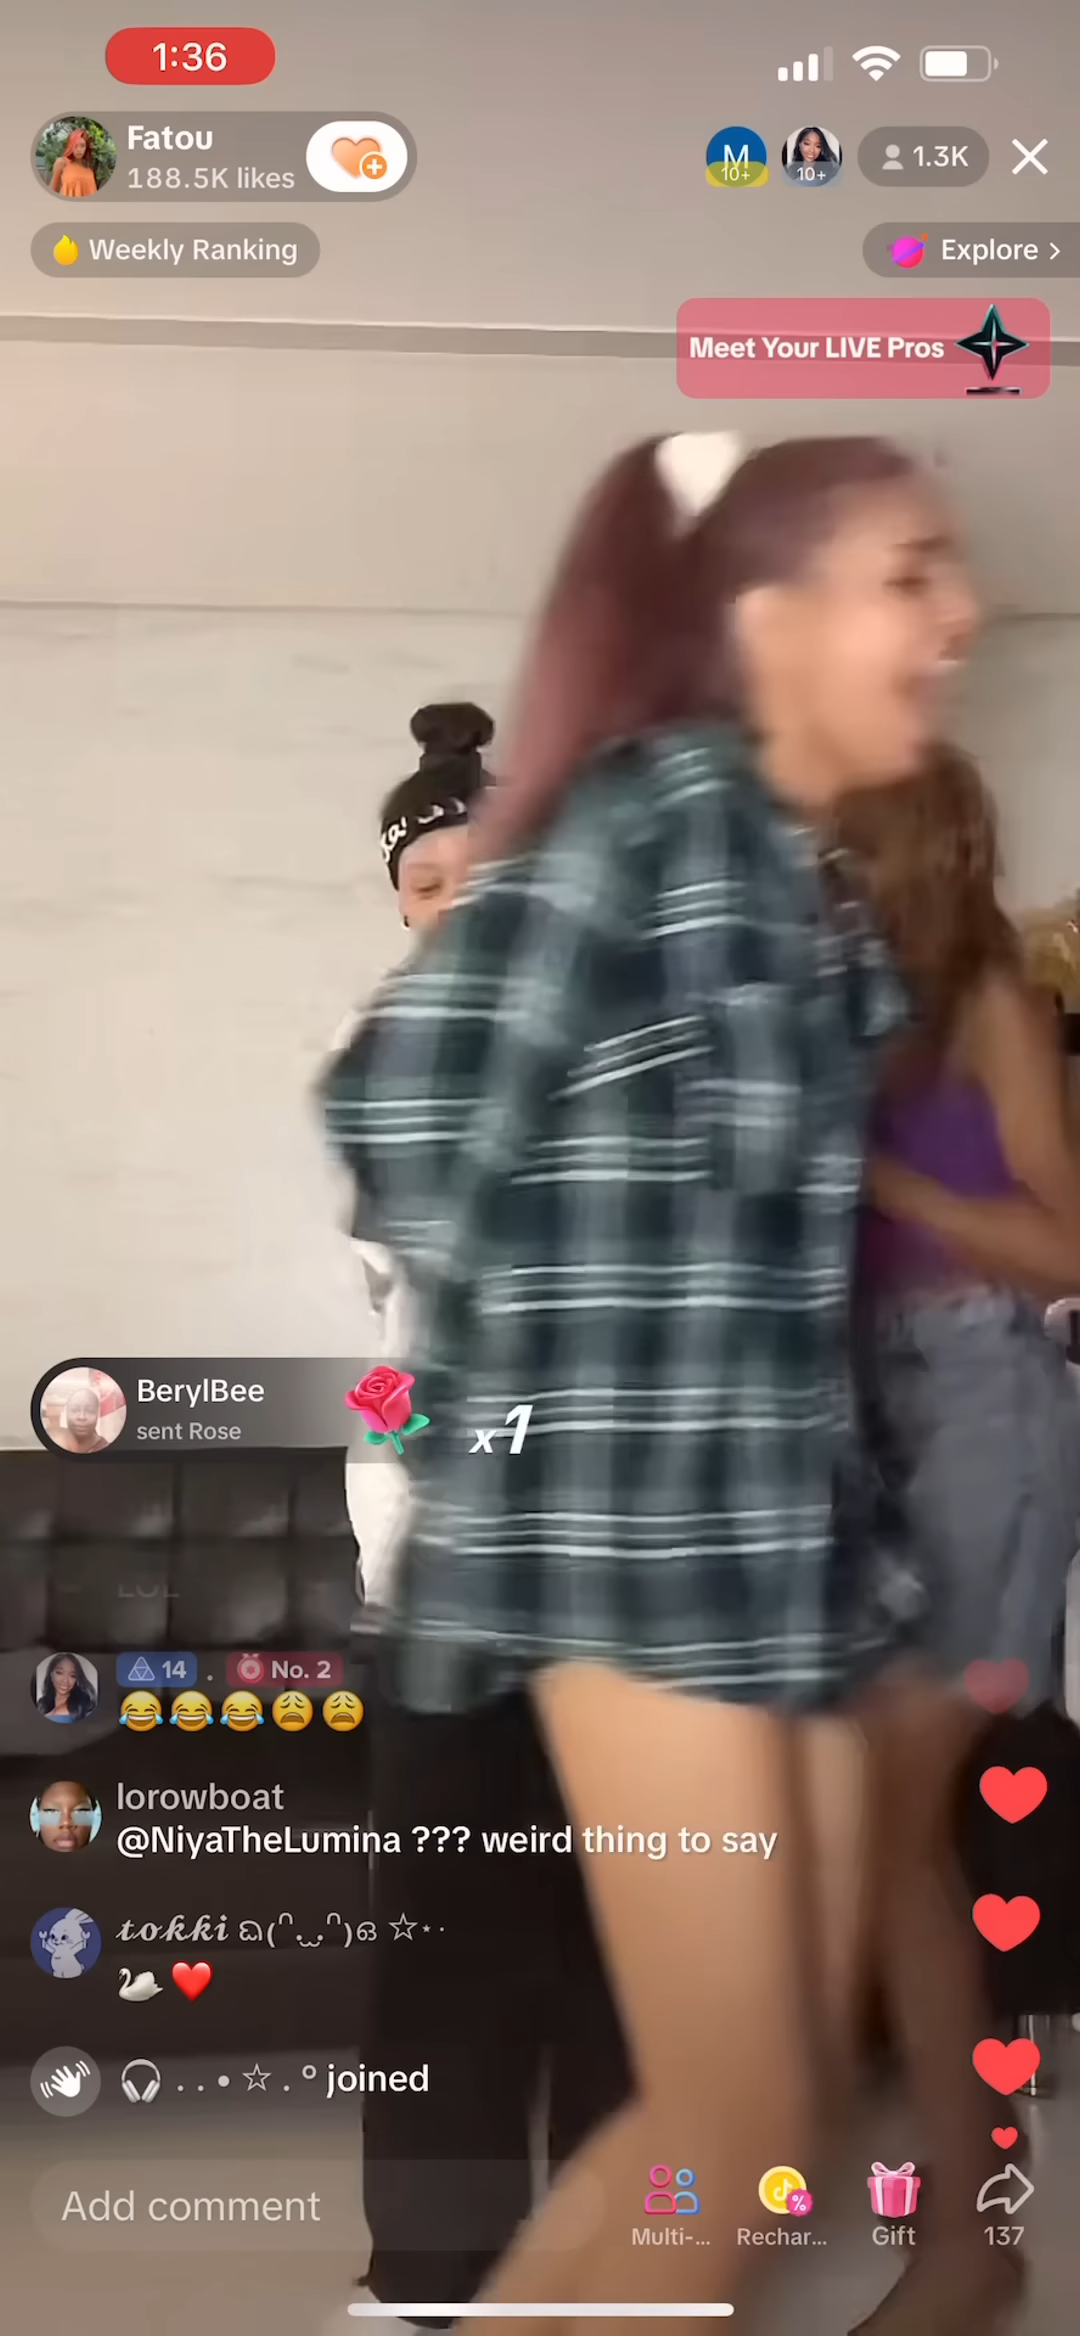 1:36
Fatou
188.5K likes
M
10+
10+
1.3K
Weekly Ranking
Explore >
Meet Your LIVE Pros
BerylBee
sent Rose
x1
LOL
14 . No. 2
😂😂😂😩😩
lorowboat
@NiyaTheLumina ??? weird thing to say
🦢❤️
🎧 . . • ☆ . ° joined
Add comment
Multi-...
Rechar...
Gift
137